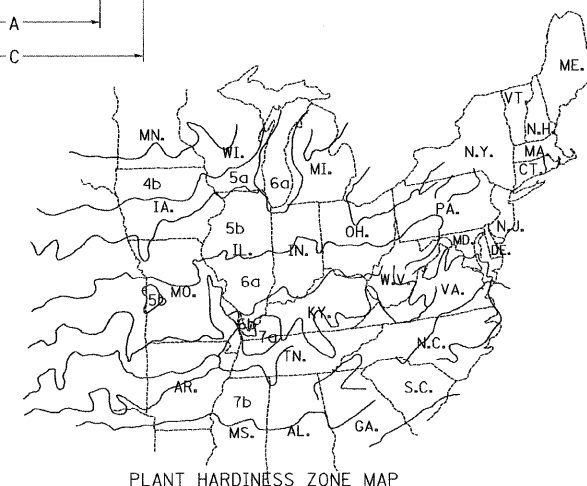 A
C
ME.
VT.
MN.
N.H.
WI.
N.Y.
MA.
MI.
CT.
5a
4b
6a
PA.
IA.
5b
OH.
N.J.
IL.
IN.
MD.
DE.
W.V.
6a
MO.
5b
VA.
KY.
6b
7a
N.C.
TN.
AR.
S.C.
7b
GA.
MS.
AL.
PLANT HARDINESS ZONE MAP